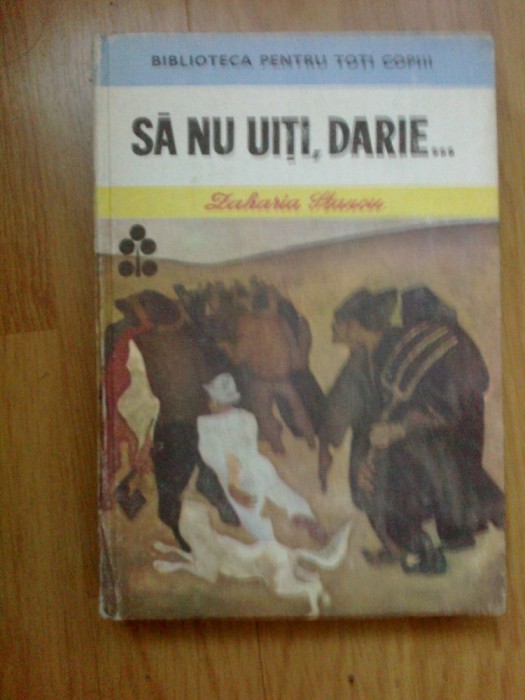 BIBLIOTECA PENTRU TOȚI COPIII
SĂ NU UIȚI, DARIE...
Zaharia Stancu